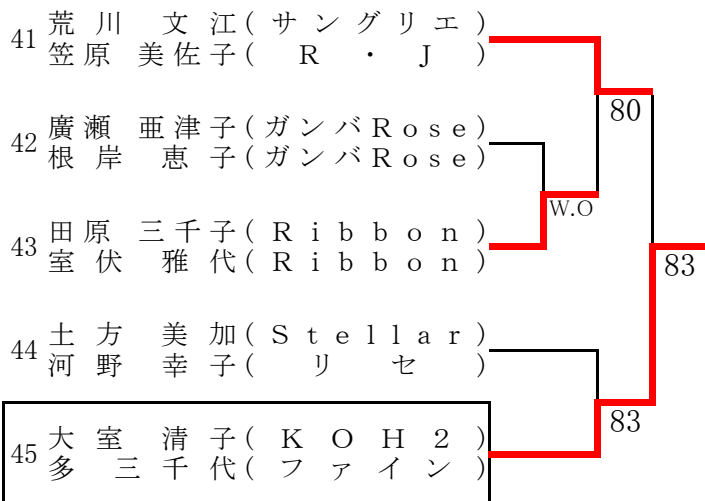 荒川 文江(サングリエ)
41
笠原 美佐子(R・J)
80
廣瀬 亜津子(ガンバRose)
42
根岸 恵子(ガンバRose)
W.O
田原 三千子(Ribbon)
43
室伏 雅代(Ribbon)
83
土方 美加(Stellar)
44
河野 幸子(リセ)
83
大室 清子(KOH2)
45
多 三千代(ファイン)